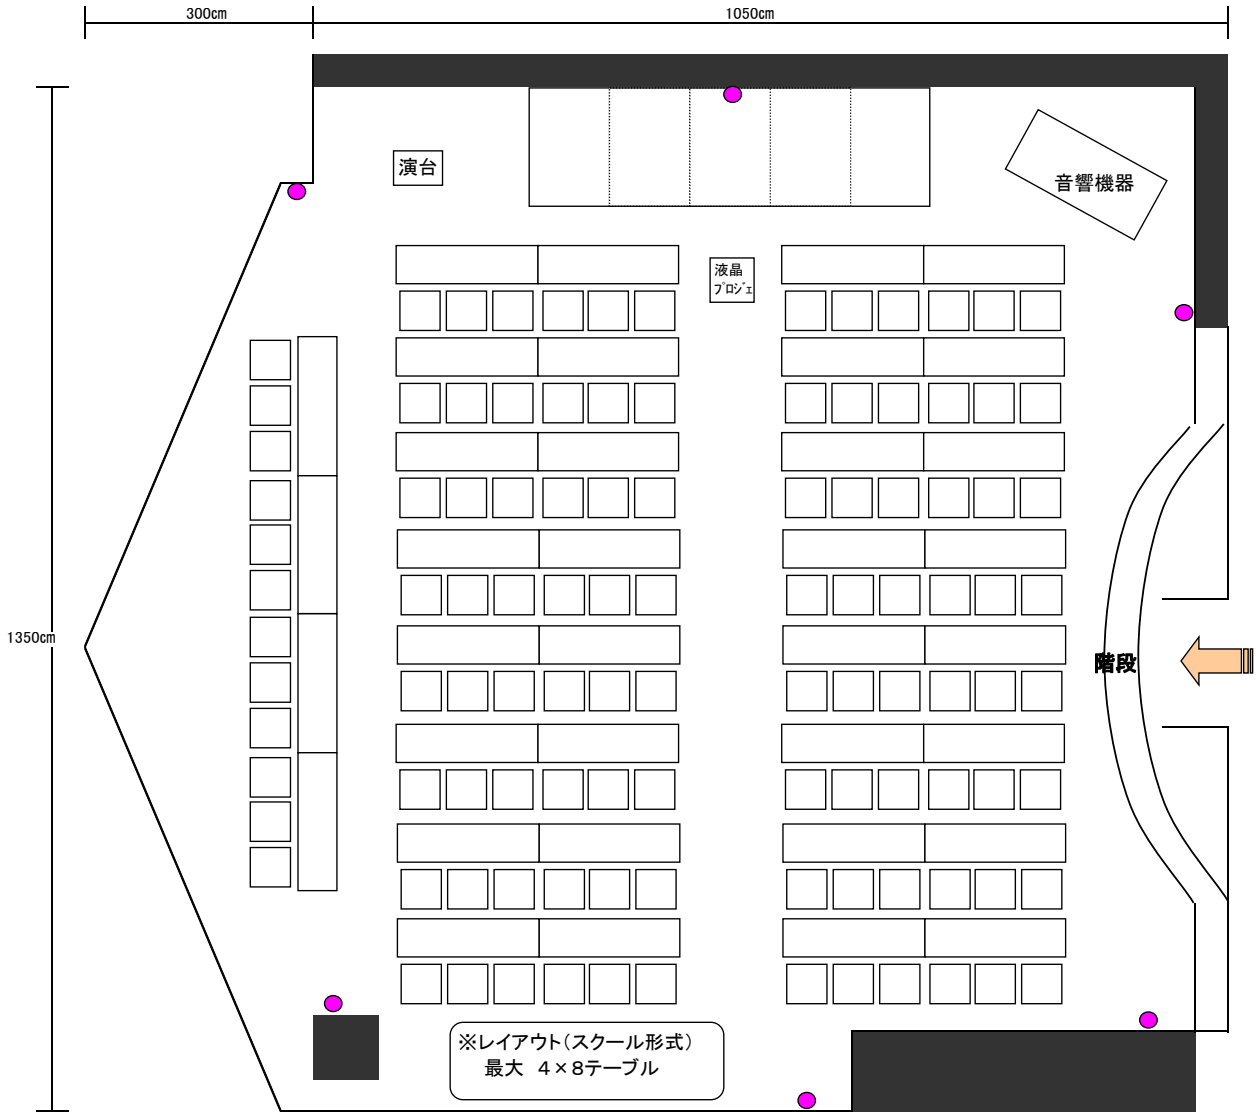 300cm
1050cm
演台
音響機器
液晶
ﾌﾟﾛｼﾞｪ
1350cm
階段
※レイアウト（スクール形式）
最大 4×8テーブル